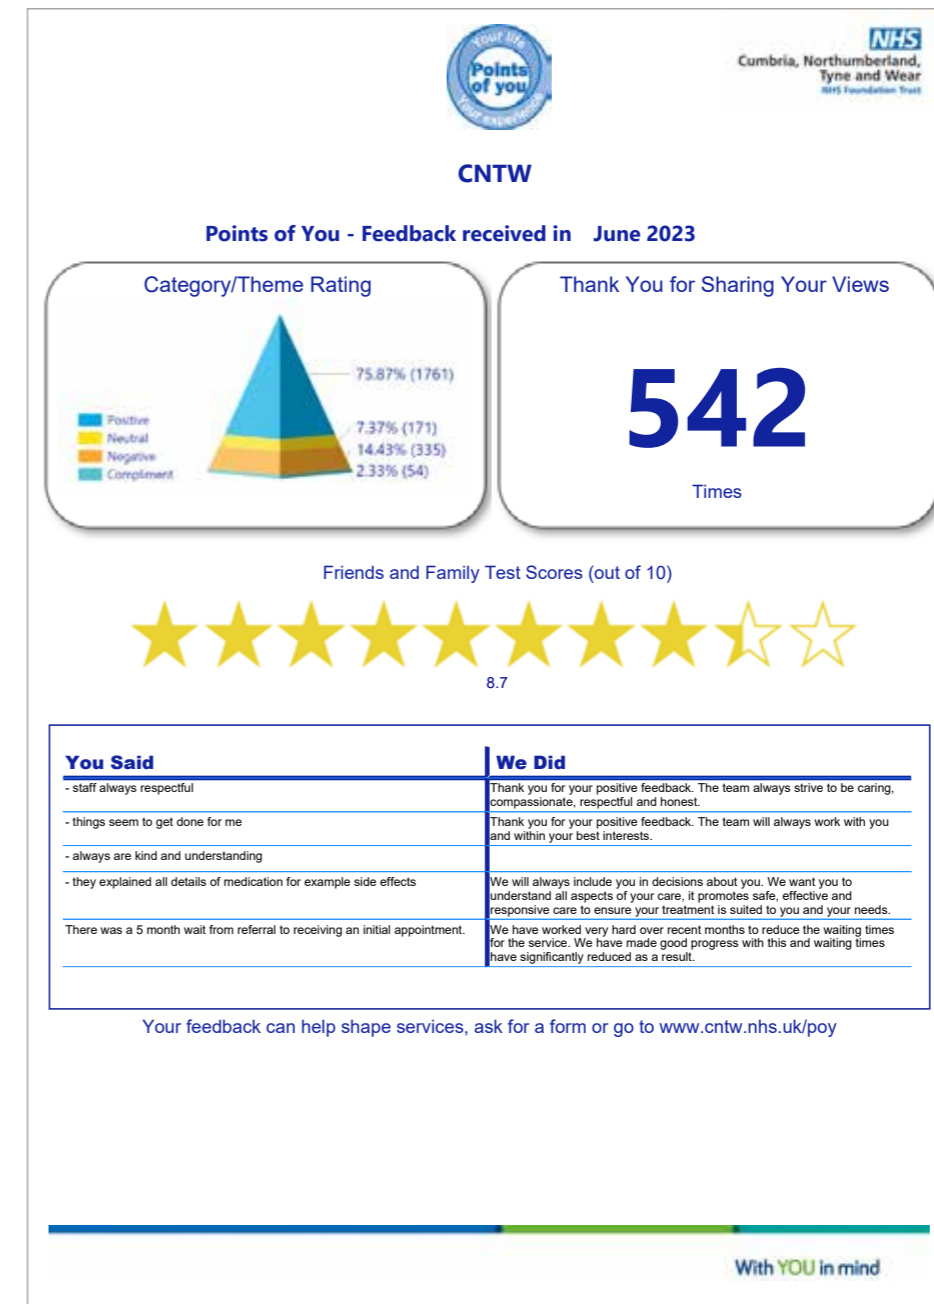 Your life
Points
of you
Your experience
NHS
Cumbria, Northumberland,
Tyne and Wear
NHS Foundation Trust
CNTW
Points of You - Feedback received in June 2023
Category/Theme Rating
75.87% (1761)
7.37% (171)
14.43% (335)
2.33% (54)
Positive
Neutral
Negative
Compliment
Thank You for Sharing Your Views
542
Times
Friends and Family Test Scores (out of 10)
8.7
You Said
We Did
- staff always respectful
Thank you for your positive feedback. The team always strive to be caring,
compassionate, respectful and honest.
- things seem to get done for me
Thank you for your positive feedback. The team will always work with you
and within your best interests.
- always are kind and understanding
- they explained all details of medication for example side effects
We will always include you in decisions about you. We want you to
understand all aspects of your care, it promotes safe, effective and
responsive care to ensure your treatment is suited to you and your needs.
There was a 5 month wait from referral to receiving an initial appointment.
We have worked very hard over recent months to reduce the waiting times
for the service. We have made good progress with this and waiting times
have significantly reduced as a result.
Your feedback can help shape services, ask for a form or go to www.cntw.nhs.uk/poy
With YOU in mind